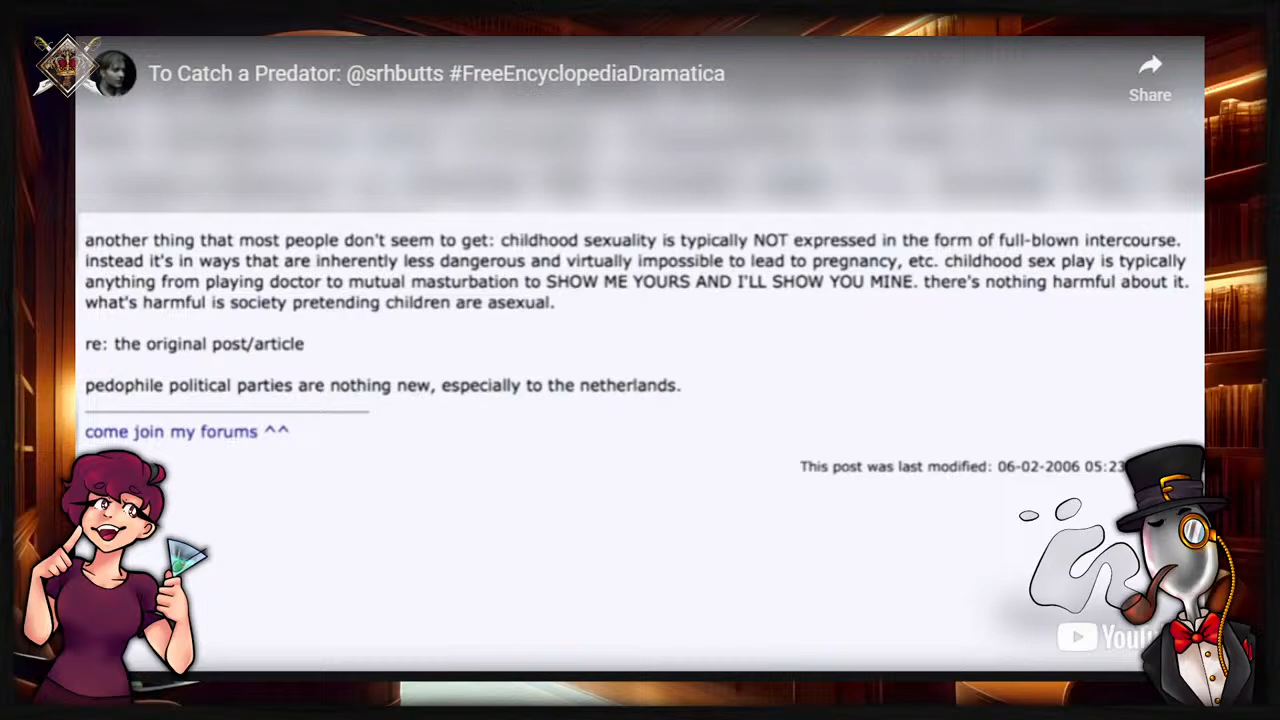 To Catch a Predator: @srhbutts #FreeEncyclopediaDramatica
Share
another thing that most people don't seem to get: childhood sexuality is typically NOT expressed in the form of full-blown intercourse.
instead it's in ways that are inherently less dangerous and virtually impossible to lead to pregnancy, etc. childhood sex play is typically
anything from playing doctor to mutual masturbation to SHOW ME YOURS AND I'LL SHOW YOU MINE. there's nothing harmful about it.
what's harmful is society pretending children are asexual.
re: the original post/article
pedophile political parties are nothing new, especially to the netherlands.
come join my forums ^^
This post was last modified: 06-02-2006 05:23